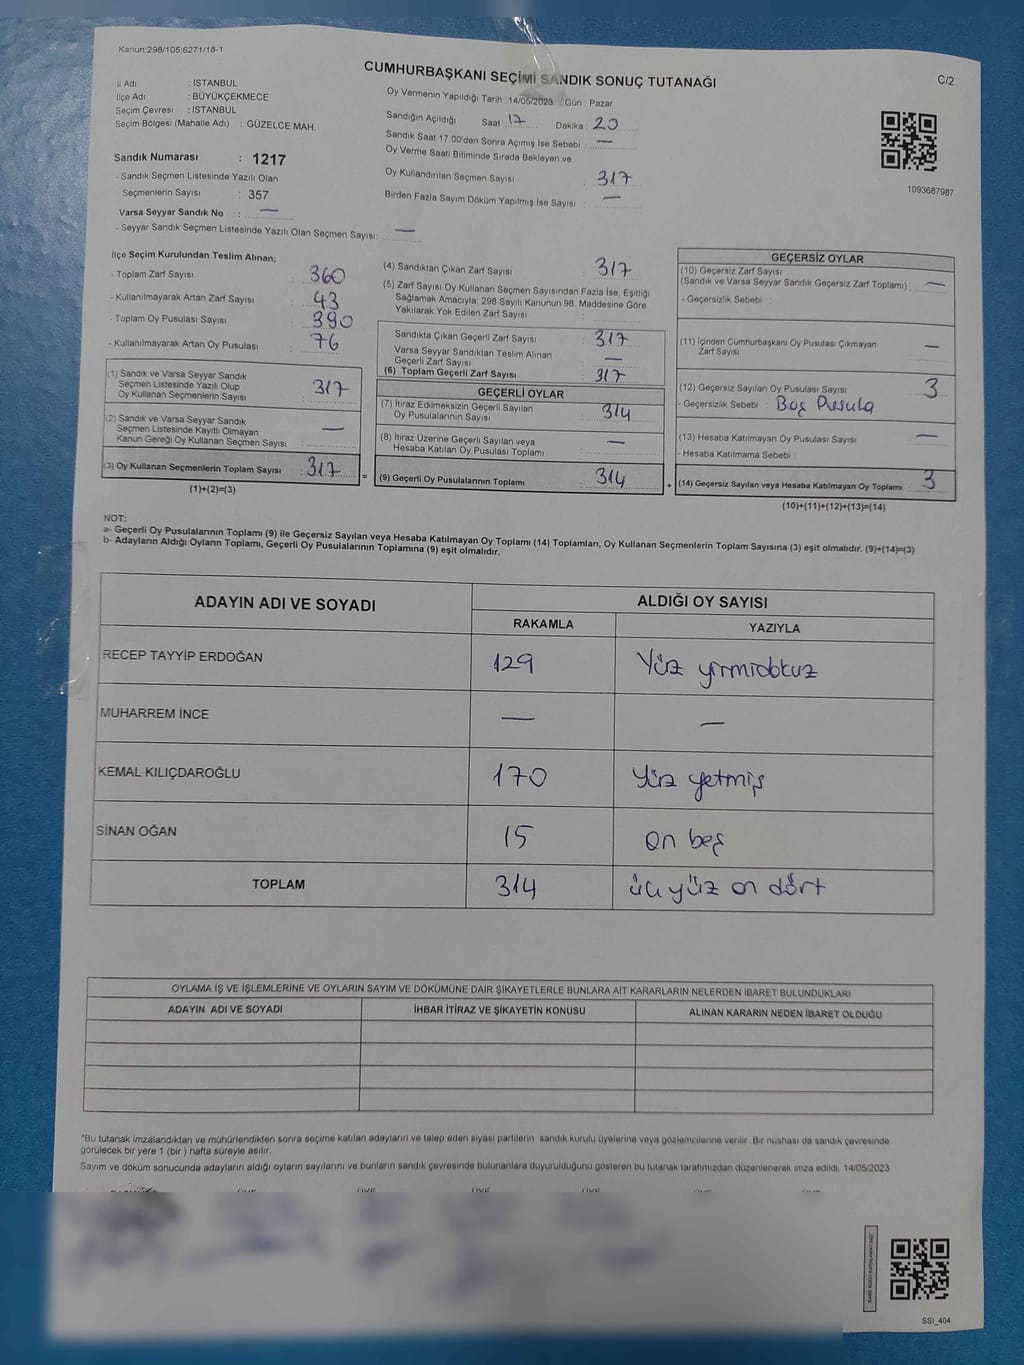 Kanun;298/105;6271/18-1
CUMHURBAŞKANI SEÇİMİ SANDIK SONUÇ TUTANAĞI
C/2
İl Adı : İSTANBUL
İlçe Adı : BÜYÜKÇEKMECE
Seçim Çevresi : İSTANBUL
Seçim Bölgesi (Mahalle Adı) : GÜZELCE MAH.
Sandık Numarası : 1217
- Sandık Seçmen Listesinde Yazılı Olan
Seçmenlerin Sayısı : 357
Varsa Seyyar Sandık No : —
- Seyyar Sandık Seçmen Listesinde Yazılı Olan Seçmen Sayısı: —
Oy Vermenin Yapıldığı Tarih : 14/05/2023 Gün : Pazar
Sandığın Açıldığı Saat 17 Dakika 20
Sandık Saat 17:00'den Sonra Açımış İse Sebebi : —
Oy Verme Saati Bitiminde Sırada Bekleyen ve
Oy Kullandırılan Seçmen Sayısı : 317
Birden Fazla Sayım Döküm Yapılmış İse Sayısı : —
1093687987
İlçe Seçim Kurulundan Teslim Alınan;
- Toplam Zarf Sayısı : 360
- Kullanılmayarak Artan Zarf Sayısı : 43
- Toplam Oy Pusulası Sayısı : 390
- Kullanılmayarak Artan Oy Pusulası : 76
(1) Sandık ve Varsa Seyyar Sandık
Seçmen Listesinde Yazılı Olup
Oy Kullanan Seçmenlerin Sayısı : 317
(2) Sandık ve Varsa Seyyar Sandık
Seçmen Listesinde Kayıtlı Olmayan
Kanun Gereği Oy Kullanan Seçmen Sayısı : —
(3) Oy Kullanan Seçmenlerin Toplam Sayısı : 317 =
(1)+(2)=(3)
(4) Sandıktan Çıkan Zarf Sayısı : 317
(5) Zarf Sayısı Oy Kullanan Seçmen Sayısından Fazla İse, Eşitliği
Sağlamak Amacıyla, 298 Sayılı Kanunun 98. Maddesine Göre
Yakılarak Yok Edilen Zarf Sayısı :
Sandıkta Çıkan Geçerli Zarf Sayısı : 317
Varsa Seyyar Sandıktan Teslim Alınan
Geçerli Zarf Sayısı : —
(6) Toplam Geçerli Zarf Sayısı : 317
GEÇERLİ OYLAR
(7) İtiraz Edilmeksizin Geçerli Sayılan
Oy Pusulalarının Sayısı : 314
(8) İtiraz Üzerine Geçerli Sayılan veya
Hesaba Katılan Oy Pusulası Toplamı : —
(9) Geçerli Oy Pusulalarının Toplamı : 314 +
GEÇERSİZ OYLAR
(10) Geçersiz Zarf Sayısı
(Sandık ve Varsa Seyyar Sandık Geçersiz Zarf Toplamı) : —
- Geçersizlik Sebebi :
(11) İçinden Cumhurbaşkanı Oy Pusulası Çıkmayan
Zarf Sayısı : —
(12) Geçersiz Sayılan Oy Pusulası Sayısı : 3
- Geçersizlik Sebebi : Boş Pusula
(13) Hesaba Katılmayan Oy Pusulası Sayısı : —
- Hesaba Katılmama Sebebi :
(14) Geçersiz Sayılan veya Hesaba Katılmayan Oy Toplamı : 3
(10)+(11)+(12)+(13)=(14)
NOT:
a- Geçerli Oy Pusulalarının Toplamı (9) ile Geçersiz Sayılan veya Hesaba Katılmayan Oy Toplamı (14) Toplamları, Oy Kullanan Seçmenlerin Toplam Sayısına (3) eşit olmalıdır. (9)+(14)=(3)
b- Adayların Aldığı Oyların Toplamı, Geçerli Oy Pusulalarının Toplamına (9) eşit olmalıdır.
ADAYIN ADI VE SOYADI
ALDIĞI OY SAYISI
RAKAMLA YAZIYLA
RECEP TAYYİP ERDOĞAN 129 Yüz yirmidokuz
MUHARREM İNCE — —
KEMAL KILIÇDAROĞLU 170 Yüz yetmiş
SİNAN OĞAN 15 On beş
TOPLAM 314 üçyüz on dört
OYLAMA İŞ VE İŞLEMLERİNE VE OYLARIN SAYIM VE DÖKÜMÜNE DAİR ŞİKAYETLERLE BUNLARA AİT KARARLARIN NELERDEN İBARET BULUNDUKLARI
ADAYIN ADI VE SOYADI İHBAR İTİRAZ VE ŞİKAYETİN KONUSU ALINAN KARARIN NEDEN İBARET OLDUĞU
*Bu tutanak imzalandıktan ve mühürlendikten sonra seçime katılan adayların ve talep eden siyasi partilerin sandık kurulu üyelerine veya gözlemcilerine verilir. Bir nüshası da sandık çevresinde
görülecek bir yere 1 (bir) hafta süreyle asılır.
Sayım ve döküm sonucunda adayların aldığı oyların sayılarını ve bunların sandık çevresinde bulunanlara duyurulduğunu gösteren bu tutanak tarafımızdan düzenlenerek imza edildi. 14/05/2023
ÜYE ÜYE ÜYE ÜYE ÜYE ÜYE
SSİ_404